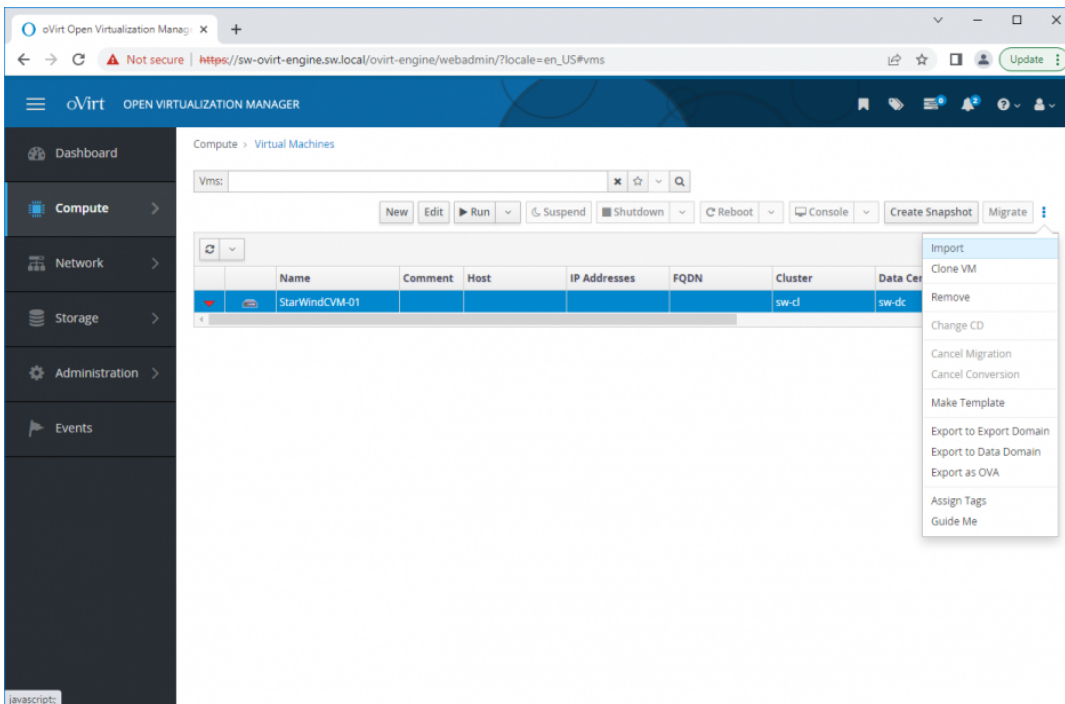 oVirt Open Virtualization Manag
Not secure https://sw-ovirt-engine.sw.local/ovirt-engine/webadmin/?locale=en_US#vms Update
oVirt OPEN VIRTUALIZATION MANAGER 0 2
Dashboard
Compute
Network
Storage
Administration
Events
Compute > Virtual Machines
Vms:
New Edit Run Suspend Shutdown Reboot Console Create Snapshot Migrate
Name Comment Host IP Addresses FQDN Cluster Data Cen
StarWindCVM-01 sw-cl sw-dc
Import
Clone VM
Remove
Change CD
Cancel Migration
Cancel Conversion
Make Template
Export to Export Domain
Export to Data Domain
Export as OVA
Assign Tags
Guide Me
javascript:;